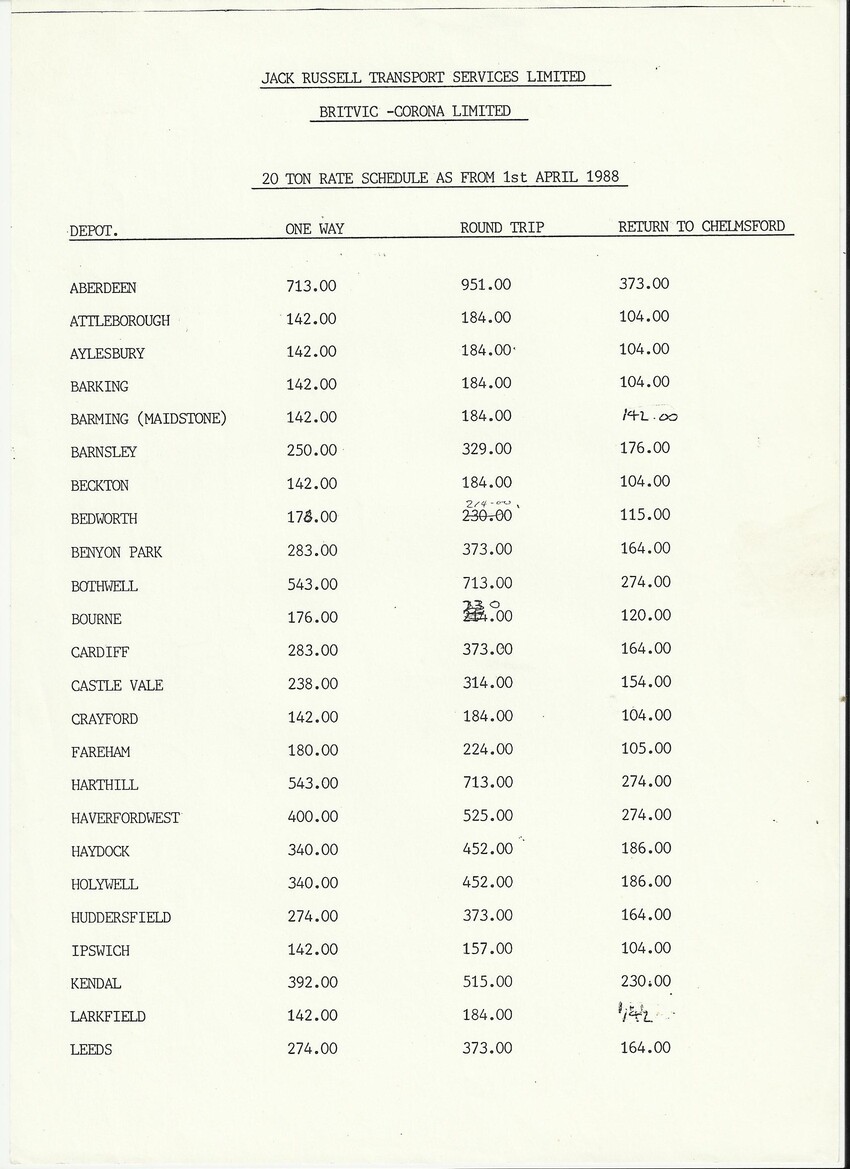 JACK RUSSELL TRANSPORT SERVICES LIMITED
BRITVIC -CORONA LIMITED
20 TON RATE SCHEDULE AS FROM 1st APRIL 1988
DEPOT. ONE WAY ROUND TRIP RETURN TO CHELMSFORD
ABERDEEN 713.00 951.00 373.00
ATTLEBOROUGH 142.00 184.00 104.00
AYLESBURY 142.00 184.00 104.00
BARKING 142.00 184.00 104.00
BARMING (MAIDSTONE) 142.00 184.00 142.00
BARNSLEY 250.00 329.00 176.00
BECKTON 142.00 184.00 104.00
214-00
BEDWORTH 173.00 230.00 115.00
BENYON PARK 283.00 373.00 164.00
BOTHWELL 543.00 713.00 274.00
230
BOURNE 176.00 214.00 120.00
CARDIFF 283.00 373.00 164.00
CASTLE VALE 238.00 314.00 154.00
CRAYFORD 142.00 184.00 104.00
FAREHAM 180.00 224.00 105.00
HARTHILL 543.00 713.00 274.00
HAVERFORDWEST 400.00 525.00 274.00
HAYDOCK 340.00 452.00 186.00
HOLYWELL 340.00 452.00 186.00
HUDDERSFIELD 274.00 373.00 164.00
IPSWICH 142.00 157.00 104.00
KENDAL 392.00 515.00 230.00
LARKFIELD 142.00 184.00 142
LEEDS 274.00 373.00 164.00